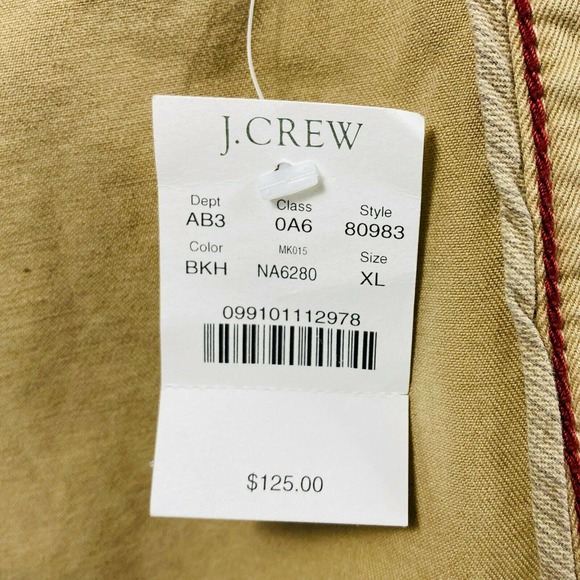 J.CREW
Dept Class Style
AB3 0A6 80983
Color MK015 Size
BKH NA6280 XL
099101112978
$125.00